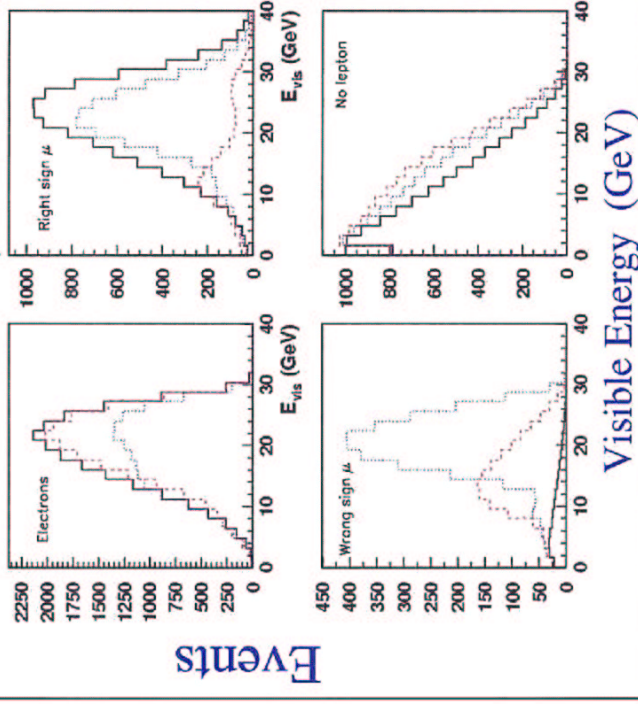 Events
2250
2000
1750
1500
1250
1000
750
500
250
0
Electrons
0 10 20 30 40
E vis (GeV)
1000
800
600
400
200
0
Right sign μ
0 10 20 30 40
E vis (GeV)
450
400
350
300
250
200
150
100
50
0
Wrong sign μ
0 10 20 30 40
1000
800
600
400
200
0
No lepton
0 10 20 30 40
Visible Energy (GeV)